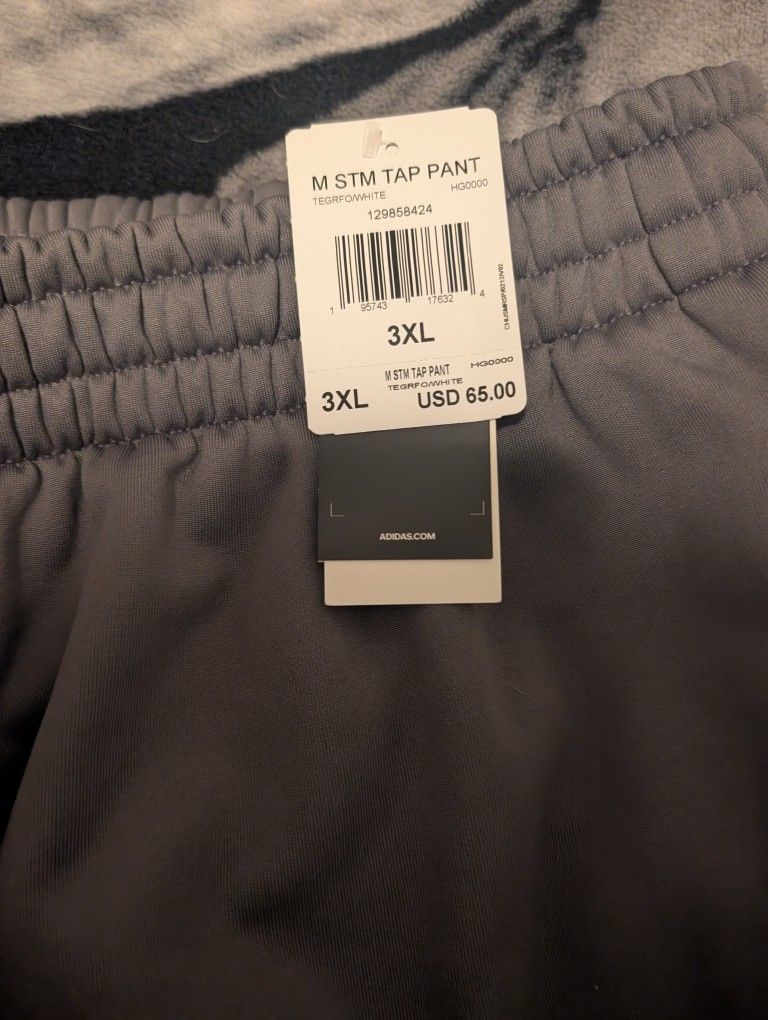 M STM TAP PANT
TEGRFO/WHITE HG0000
129858424
1 95743 17632 4
3XL
M STM TAP PANT HG0000
TEGRFO/WHITE
3XL USD 65.00
ADIDAS.COM